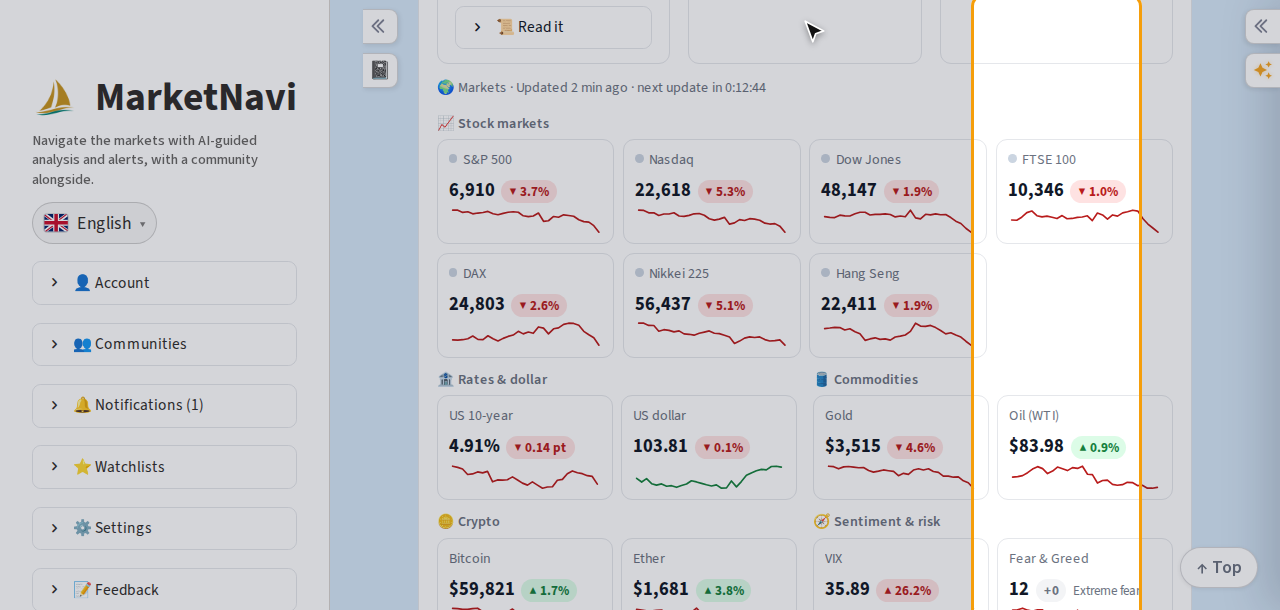 MarketNavi
Navigate the markets with AI-guided
analysis and alerts, with a community
alongside.
English
Account
Communities
Notifications (1)
Watchlists
Settings
Feedback
Read it
Markets · Updated 2 min ago · next update in 0:12:44
Stock markets
S&P 500
6,910 ▼ 3.7%
Nasdaq
22,618 ▼ 5.3%
Dow Jones
48,147 ▼ 1.9%
FTSE 100
10,346 ▼ 1.0%
DAX
24,803 ▼ 2.6%
Nikkei 225
56,437 ▼ 5.1%
Hang Seng
22,411 ▼ 1.9%
Rates & dollar
US 10-year
4.91% ▼ 0.14 pt
US dollar
103.81 ▼ 0.1%
Commodities
Gold
$3,515 ▼ 4.6%
Oil (WTI)
$83.98 ▲ 0.9%
Crypto
Bitcoin
$59,821 ▲ 1.7%
Ether
$1,681 ▲ 3.8%
Sentiment & risk
VIX
35.89 ▲ 26.2%
Fear & Greed
12 +0 Extreme fear
↑ Top